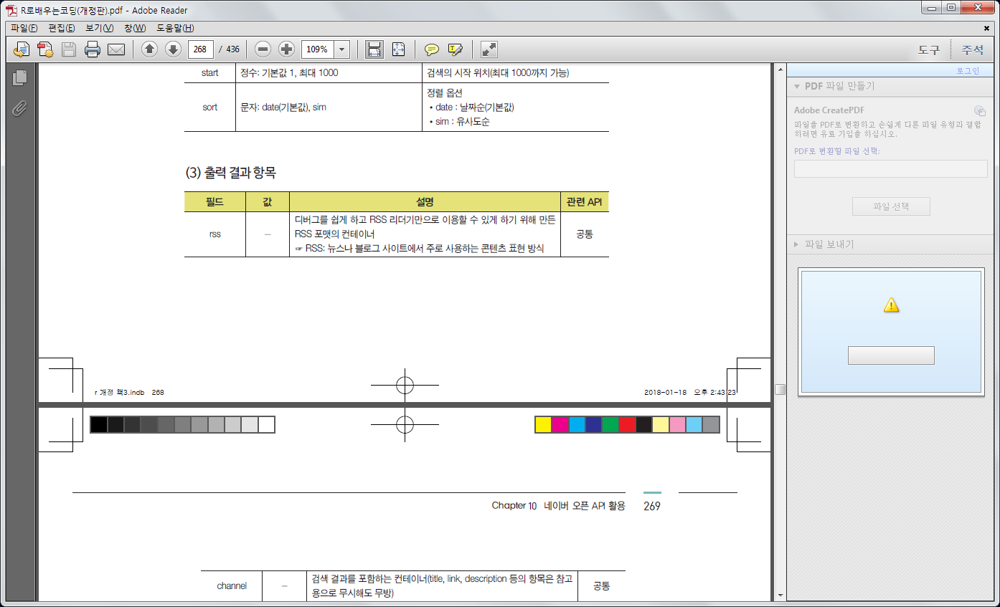 R로배우는코딩(개정판).pdf - Adobe Reader
파일(F) 편집(E) 보기(V) 창(W) 도움말(H)
268 / 436 109% 도구 주석
start 정수: 기본값 1, 최대 1000 검색의 시작 위치(최대 1000까지 가능)
sort 문자: date(기본값), sim 정렬 옵션
• date : 날짜순(기본값)
• sim : 유사도순
(3) 출력 결과 항목
필드 값 설명 관련 API
rss – 디버그를 쉽게 하고 RSS 리더기만으로 이용할 수 있게 하기 위해 만든
RSS 포맷의 컨테이너 공통
☞ RSS: 뉴스나 블로그 사이트에서 주로 사용하는 콘텐츠 표현 방식
r 개정 책3.indb 268 2018-01-18 오후 2:43:23
Chapter 10 네이버 오픈 API 활용 269
channel – 검색 결과를 포함하는 컨테이너(title, link, description 등의 항목은 참고
용으로 무시해도 무방) 공통
로그인
PDF 파일 만들기
Adobe CreatePDF
파일을 PDF로 변환하고 손쉽게 다른 파일 유형과 결합
하려면 유료 가입을 하십시오.
PDF로 변환할 파일 선택:
파일 선택
파일 보내기